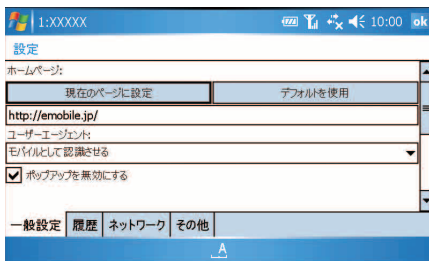 1:XXXXX 10:00 ok
設定
ホームページ:
現在のページに設定 デフォルトを使用
http://emobile.jp/
ユーザーエージェント:
モバイルとして認識させる
ポップアップを無効にする
一般設定 履歴 ネットワーク その他
A